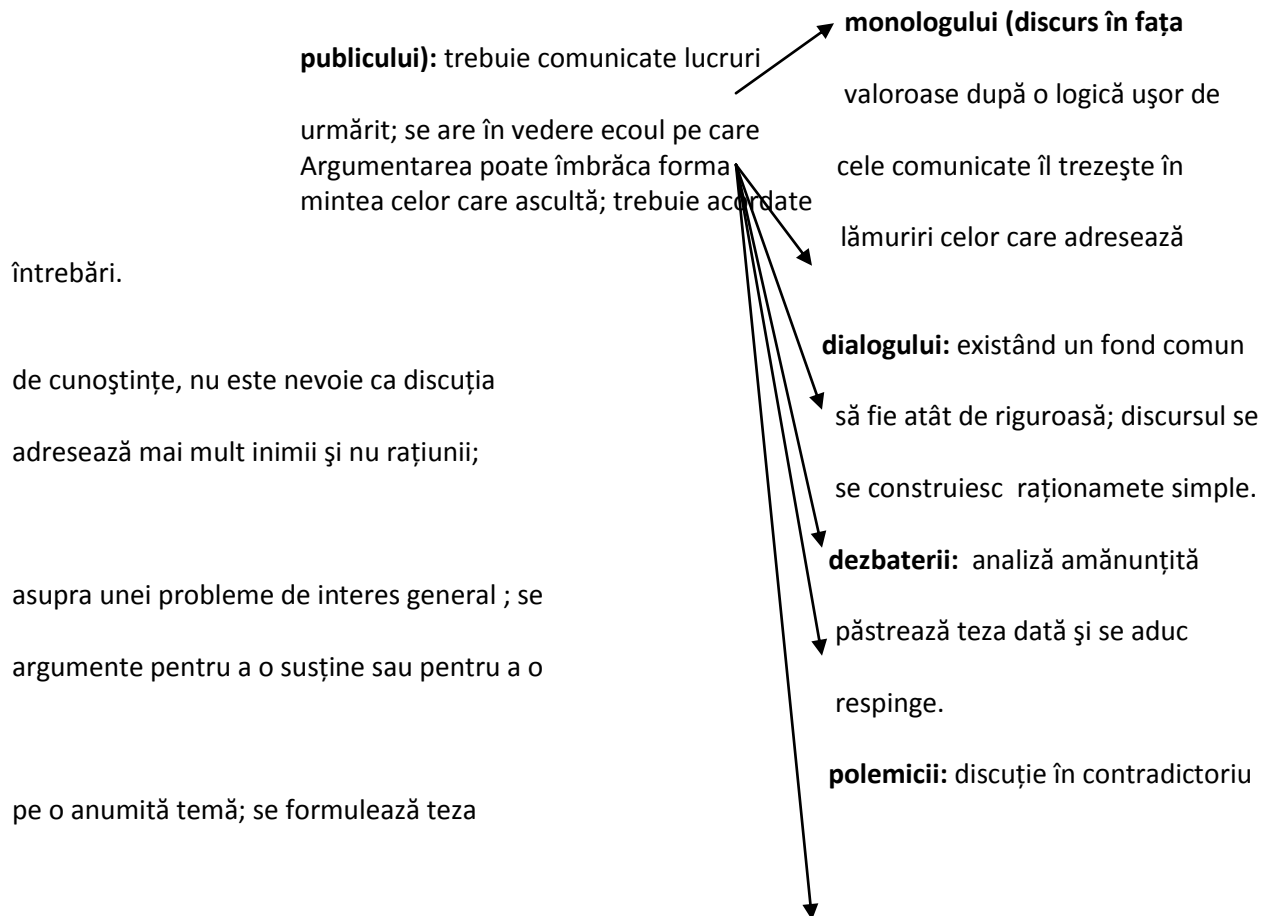 monologului (discurs în fața
publicului): trebuie comunicate lucruri
valoroase după o logică uşor de
urmărit; se are în vedere ecoul pe care
Argumentarea poate îmbrăca forma
cele comunicate îl trezeşte în
mintea celor care ascultă; trebuie acordate
lămuriri celor care adresează
întrebări.
dialogului: existând un fond comun
de cunoştințe, nu este nevoie ca discuția
să fie atât de riguroasă; discursul se
adresează mai mult inimii şi nu rațiunii;
se construiesc raționamete simple.
dezbaterii: analiză amănunțită
asupra unei probleme de interes general ; se
păstrează teza dată şi se aduc
argumente pentru a o susține sau pentru a o
respinge.
polemicii: discuție în contradictoriu
pe o anumită temă; se formulează teza